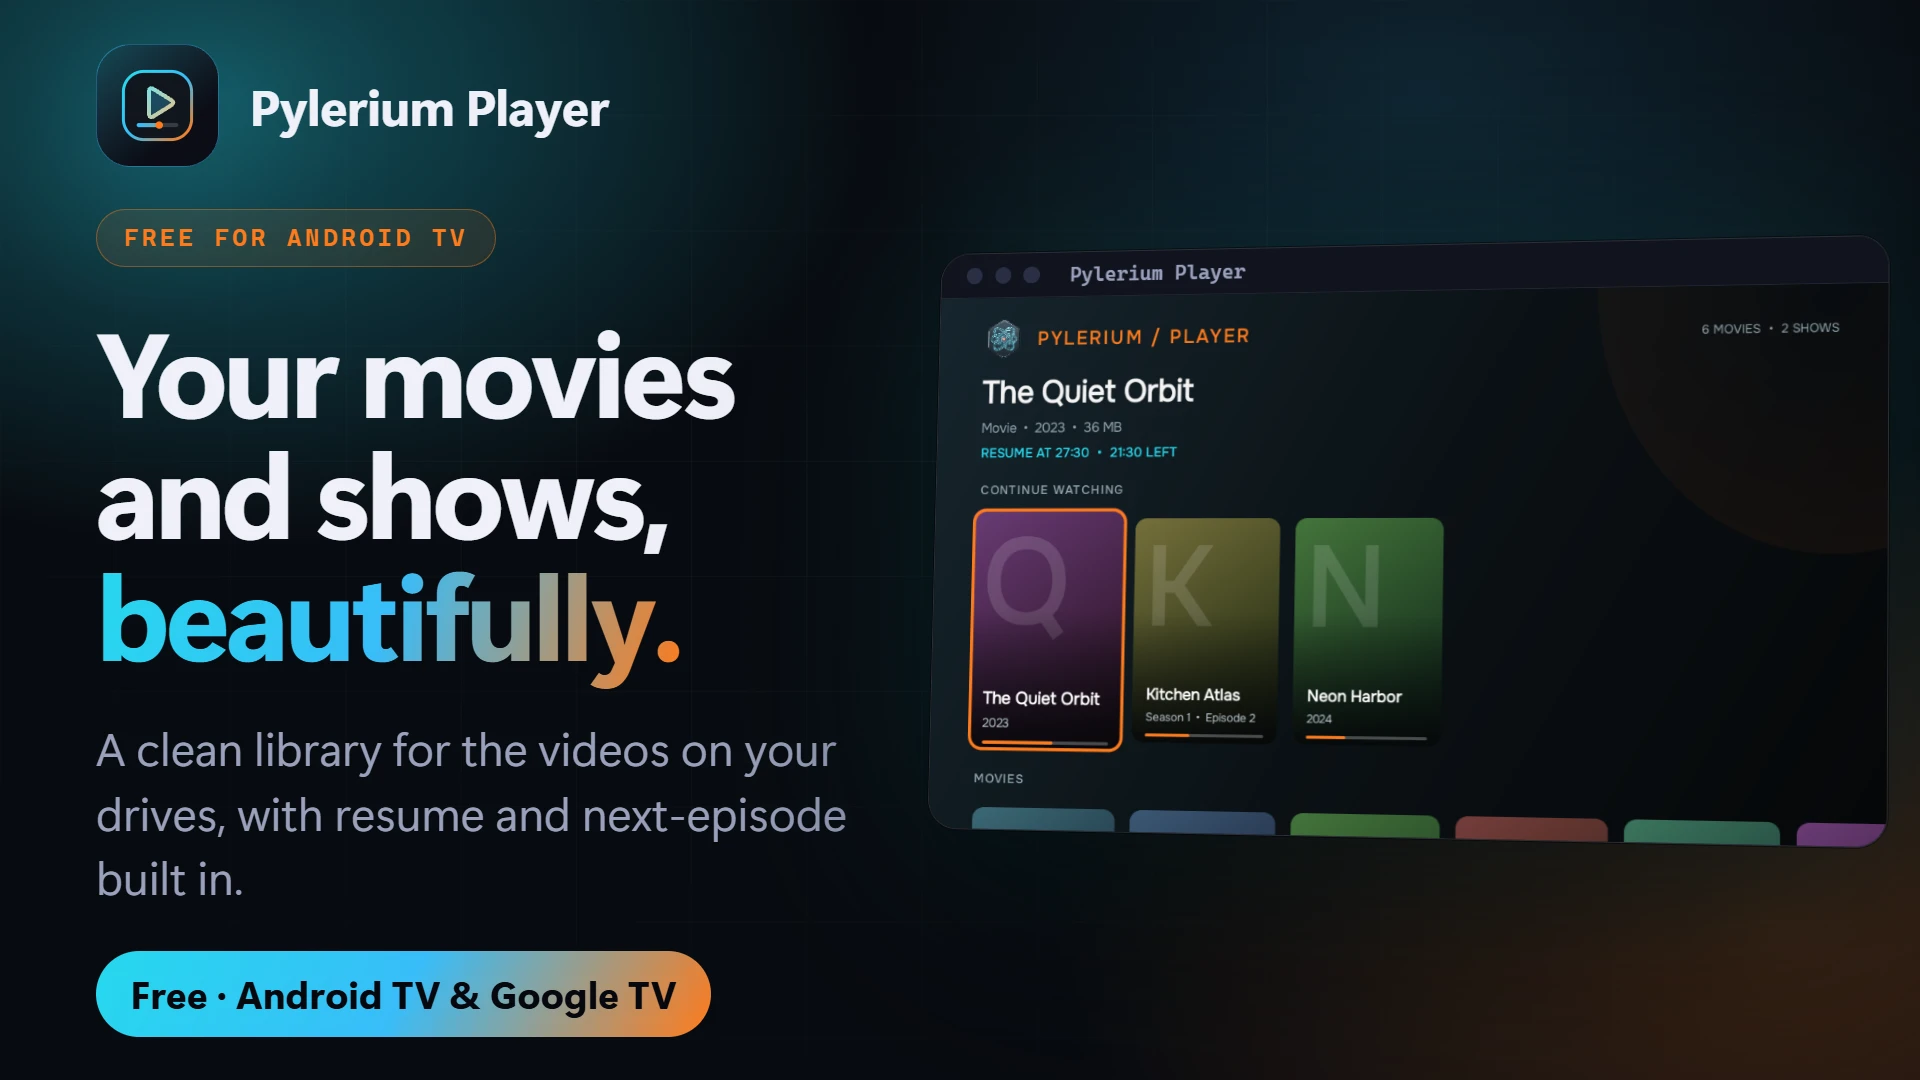 Pylerium Player
FREE FOR ANDROID TV
Your movies
and shows,
beautifully.
A clean library for the videos on your
drives, with resume and next-episode
built in.
Free · Android TV & Google TV
Pylerium Player
PYLERIUM / PLAYER
6 MOVIES • 2 SHOWS
The Quiet Orbit
Movie • 2023 • 36 MB
RESUME AT 27:30 • 21:30 LEFT
CONTINUE WATCHING
Q
The Quiet Orbit
2023
K
Kitchen Atlas
Season 1 • Episode 2
N
Neon Harbor
2024
MOVIES